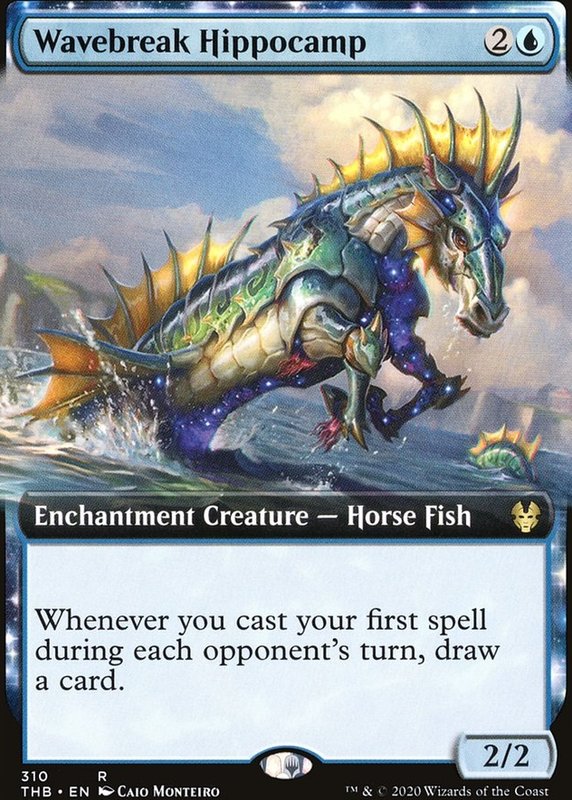 Wavebreak Hippocamp 2
Enchantment Creature — Horse Fish
Whenever you cast your first spell
during each opponent's turn, draw
a card.
2/2
310 R
THB • EN Caio Monteiro ™ & © 2020 Wizards of the Coast